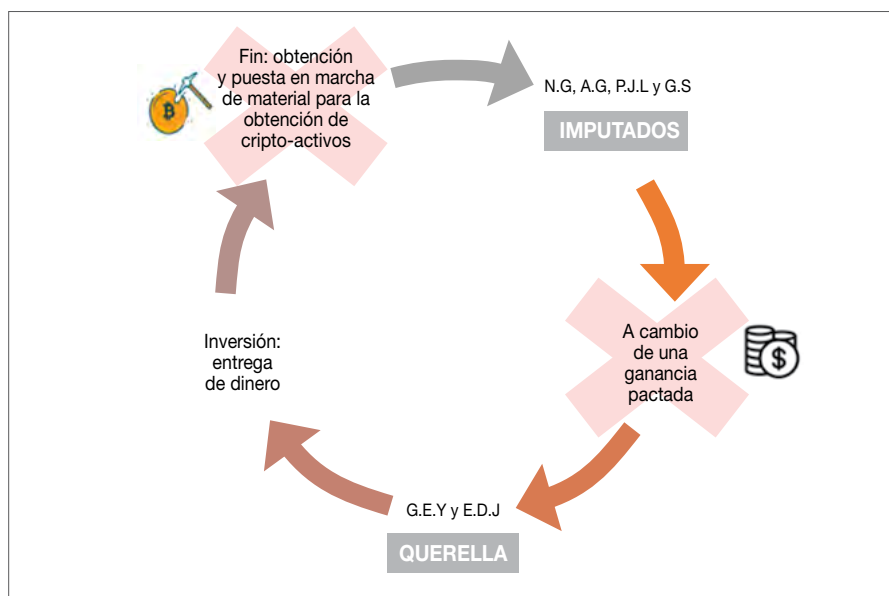 Fin: obtención
y puesta en marcha
de material para la
obtención de
cripto-activos
N.G, A.G, P.J.L y G.S
IMPUTADOS
A cambio
de una
ganancia
pactada
$
G.E.Y y E.D.J
QUERELLA
Inversión:
entrega
de dinero